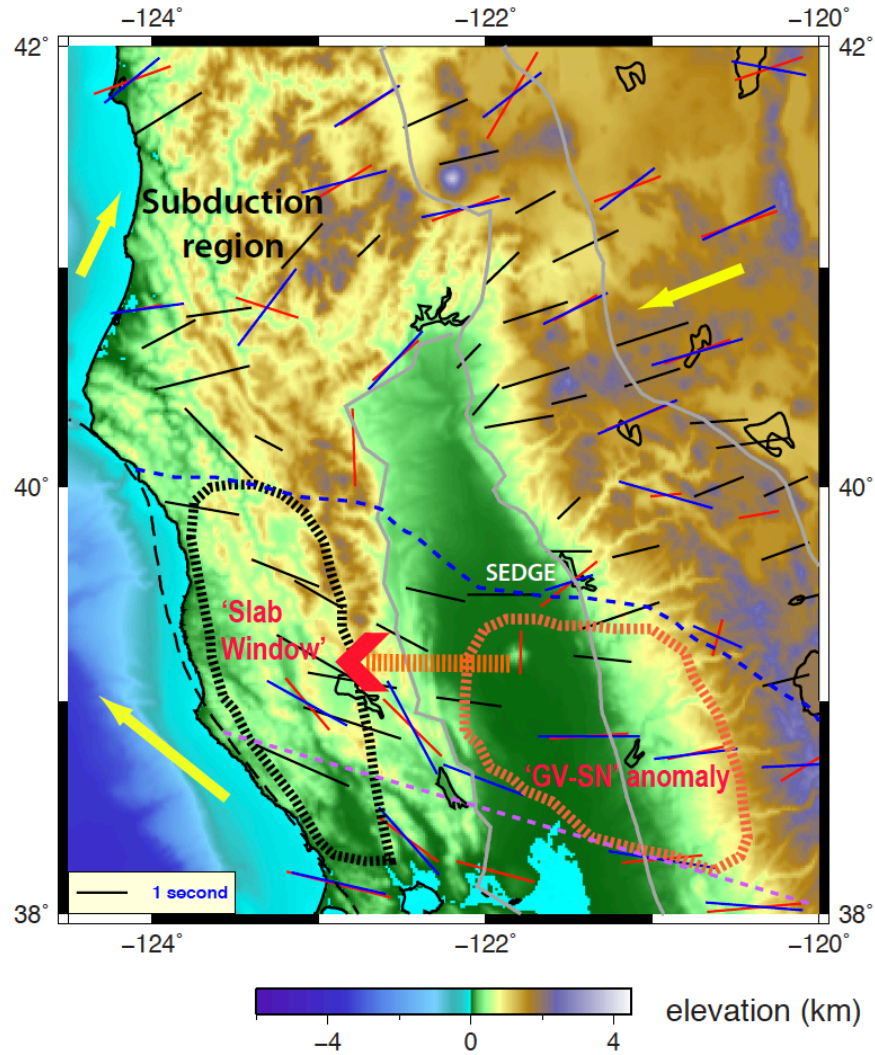 −124˚ −122˚ −120˚
42˚ 42˚
Subduction
region
40˚ 40˚
SEDGE
‘Slab
Window’
‘GV-SN’ anomaly
1 second
38˚ 38˚
−124˚ −122˚ −120˚
elevation (km)
−4 0 4